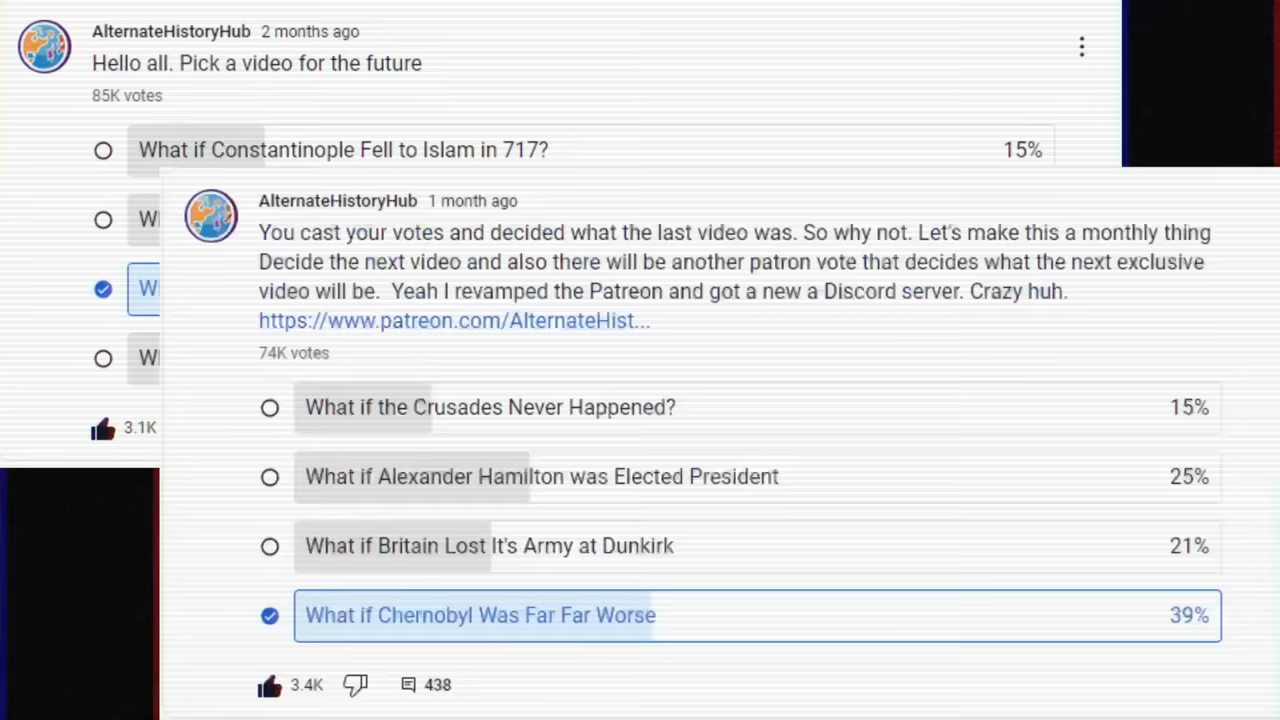 AlternateHistoryHub 2 months ago
Hello all. Pick a video for the future
85K votes
What if Constantinople Fell to Islam in 717? 15%
3.1K
AlternateHistoryHub 1 month ago
You cast your votes and decided what the last video was. So why not. Let's make this a monthly thing
Decide the next video and also there will be another patron vote that decides what the next exclusive
video will be. Yeah I revamped the Patreon and got a new a Discord server. Crazy huh.
https://www.patreon.com/AlternateHist...
74K votes
What if the Crusades Never Happened? 15%
What if Alexander Hamilton was Elected President 25%
What if Britain Lost It's Army at Dunkirk 21%
What if Chernobyl Was Far Far Worse 39%
3.4K 438